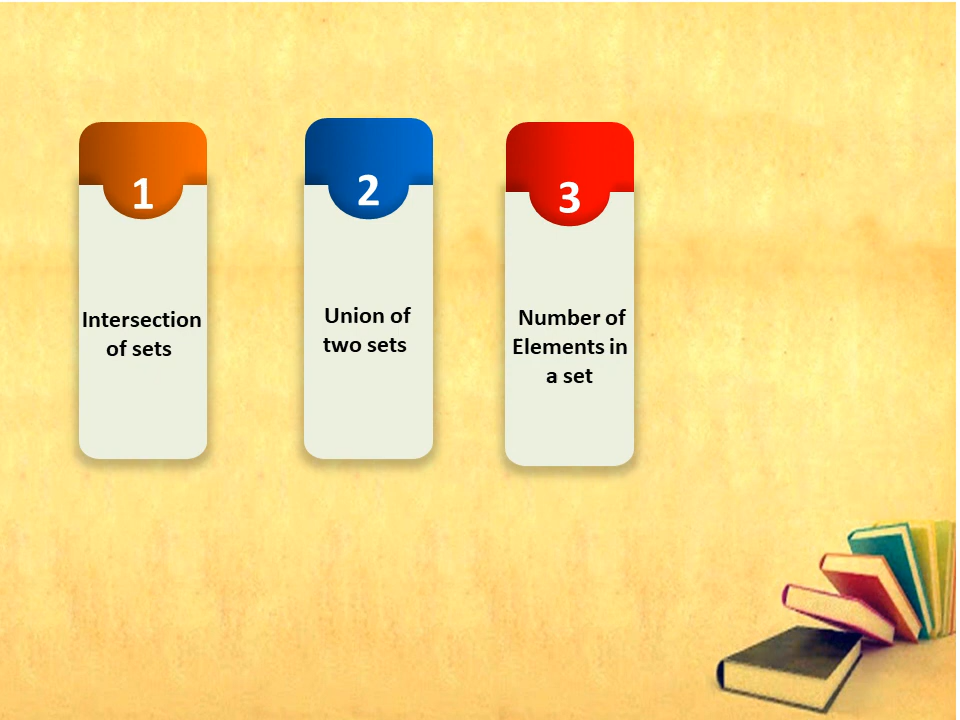 1
Intersection
of sets
2
Union of
two sets
3
Number of
Elements in
a set